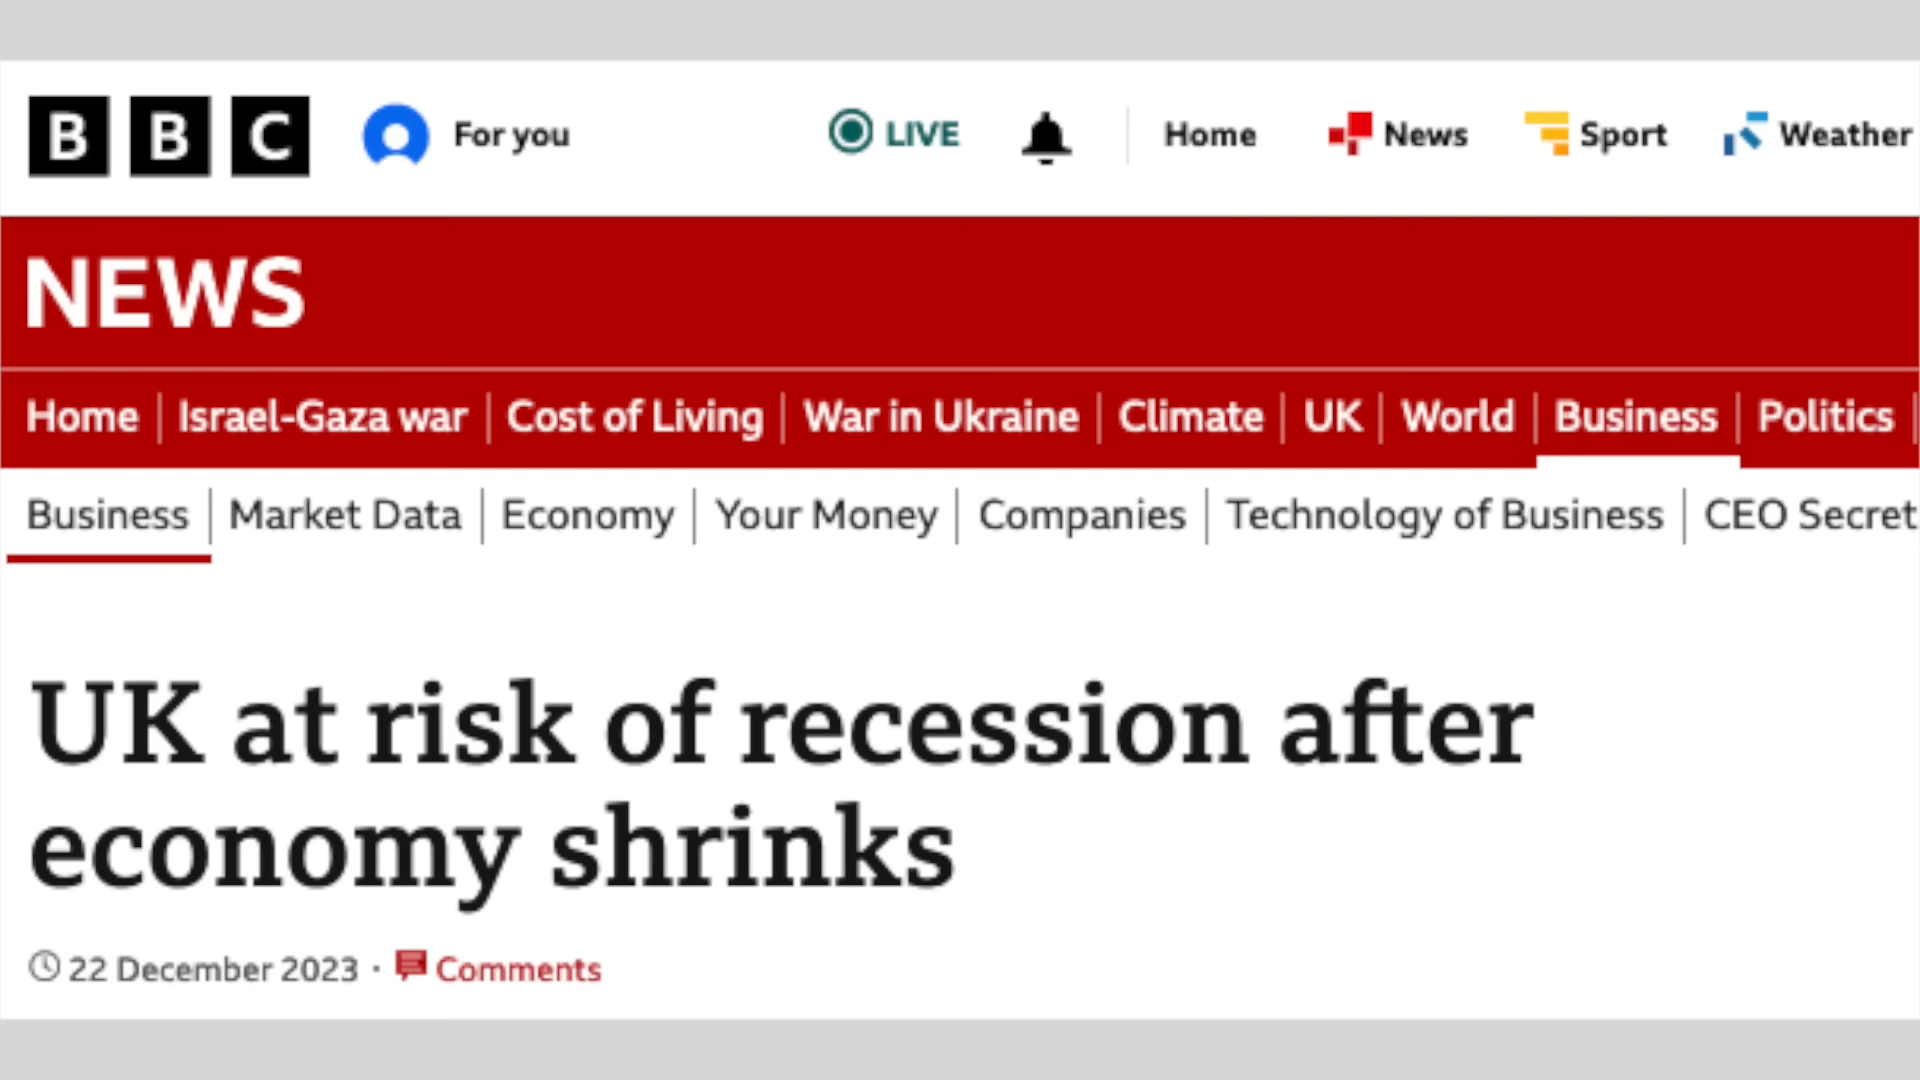 BBC For you LIVE Home News Sport Weather
NEWS
Home Israel-Gaza war Cost of Living War in Ukraine Climate UK World Business Politics
Business Market Data Economy Your Money Companies Technology of Business CEO Secret
UK at risk of recession after
economy shrinks
22 December 2023 · Comments